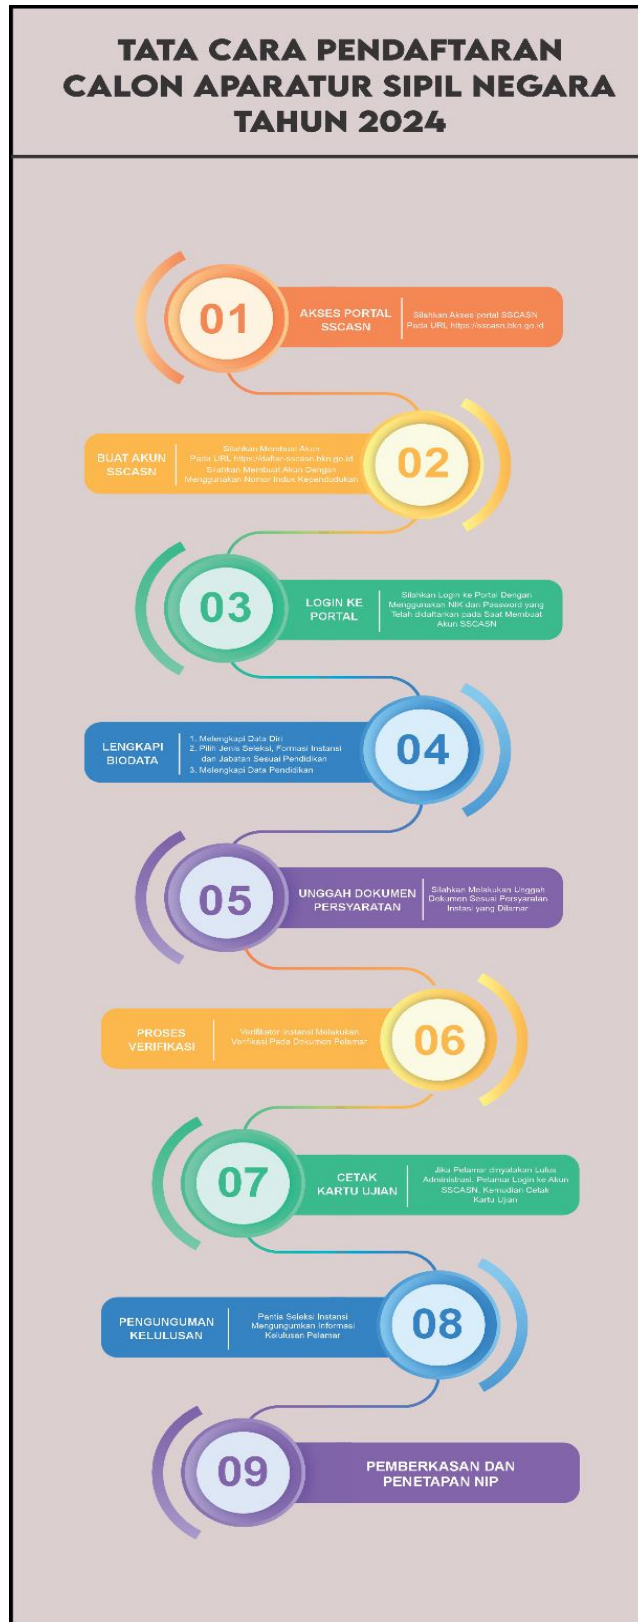 TATA CARA PENDAFTARAN
CALON APARATUR SIPIL NEGARA
TAHUN 2024
01
AKSES PORTAL
SSCASN
Silahkan Akses portal SSCASN
Pada URL https://sscasn.bkn.go.id
BUAT AKUN
SSCASN
Silahkan Membuat Akun
Pada URL https://daftar-sscasn.bkn.go.id
Silahkan Membuat Akun Dengan
Menggunakan Nomor Induk Kependudukan
02
03
LOGIN KE
PORTAL
Silahkan Login ke Portal Dengan
Menggunakan NIK dan Password yang
Telah didaftarkan pada Saat Membuat
Akun SSCASN
LENGKAPI
BIODATA
1. Melengkapi Data Diri
2. Pilih Jenis Seleksi, Formasi Instansi
dan Jabatan Sesuai Pendidikan
3. Melengkapi Data Pendidikan
04
05
UNGGAH DOKUMEN
PERSYARATAN
Silahkan Melakukan Unggah
Dokumen Sesuai Persyaratan
Instasi yang Dilamar
PROSES
VERIFIKASI
Verifikator Instansi Melakukan
Verifikasi Pada Dokumen Pelamar
06
07
CETAK
KARTU UJIAN
Jika Pelamar dinyatakan Lulus
Administrasi. Pelamar Login ke Akun
SSCASN. Kemudian Cetak
Kartu Ujian
PENGUNGUMAN
KELULUSAN
Pantia Seleksi Instansi
Mengungumkan Informasi
Kelulusan Pelamar
08
09
PEMBERKASAN DAN
PENETAPAN NIP